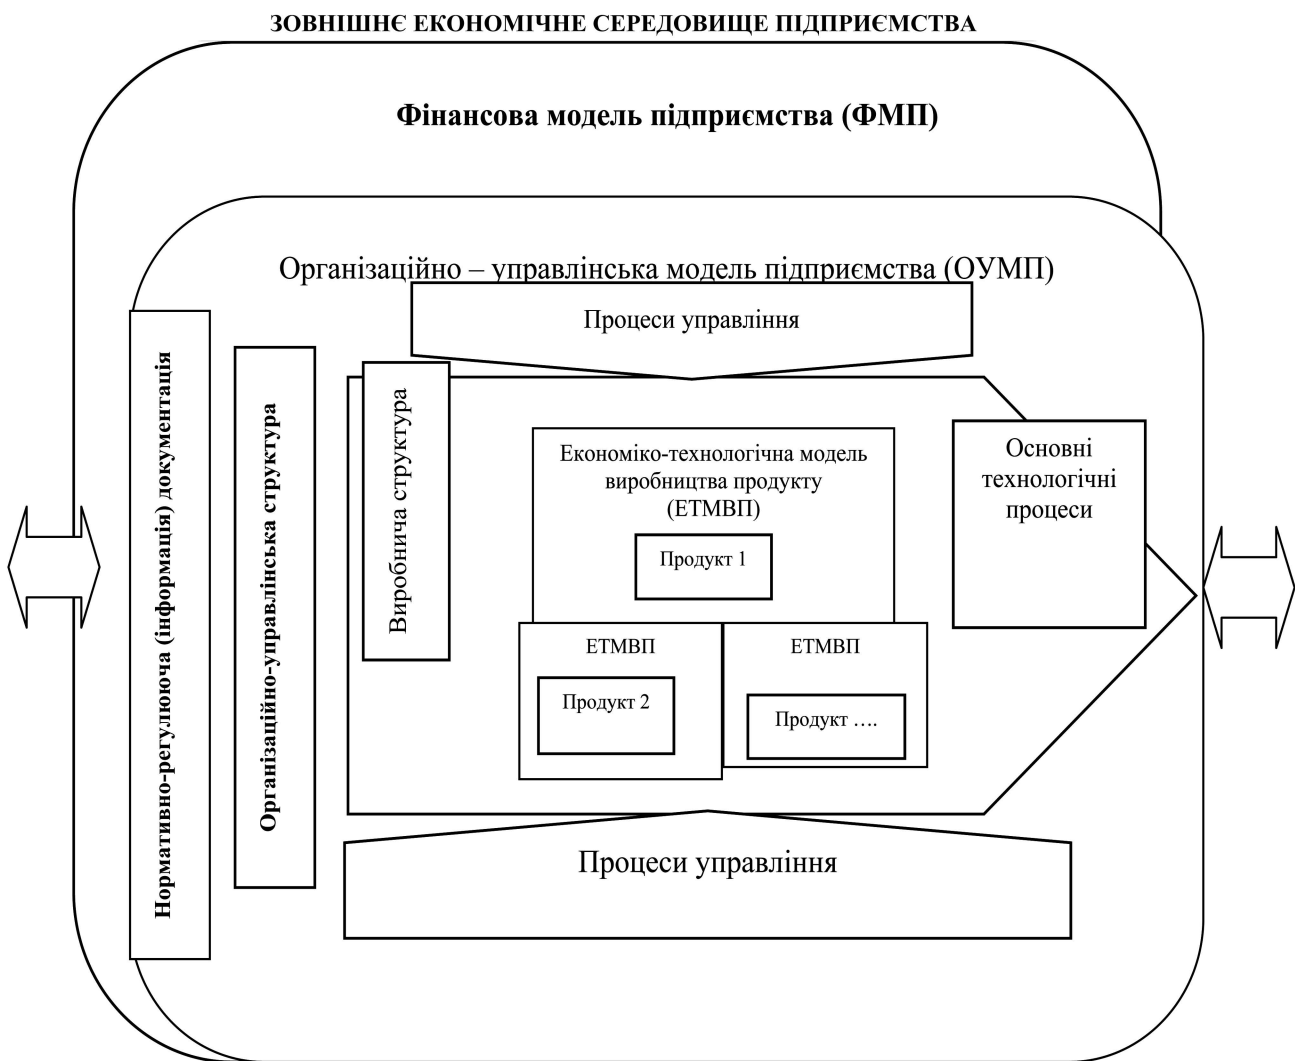 ЗОВНІШНЄ ЕКОНОМІЧНЕ СЕРЕДОВИЩЕ ПІДПРИЄМСТВА
Фінансова модель підприємства (ФМП)
Організаційно – управлінська модель підприємства (ОУМП)
Процеси управління
Нормативно-регулююча (інформація) документація
Організаційно-управлінська структура
Виробнича структура
Економіко-технологічна модель
виробництва продукту
(ЕТМВП)
Продукт 1
ЕТМВП
Продукт 2
ЕТМВП
Продукт ….
Основні
технологічні
процеси
Процеси управління